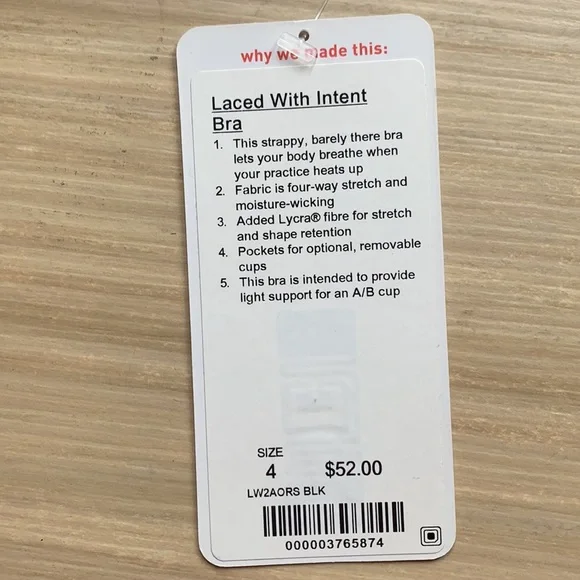 why we made this:
Laced With Intent
Bra
1. This strappy, barely there bra
lets your body breathe when
your practice heats up
2. Fabric is four-way stretch and
moisture-wicking
3. Added Lycra® fibre for stretch
and shape retention
4. Pockets for optional, removable
cups
5. This bra is intended to provide
light support for an A/B cup
SIZE
4 $52.00
LW2AORS BLK
000003765874